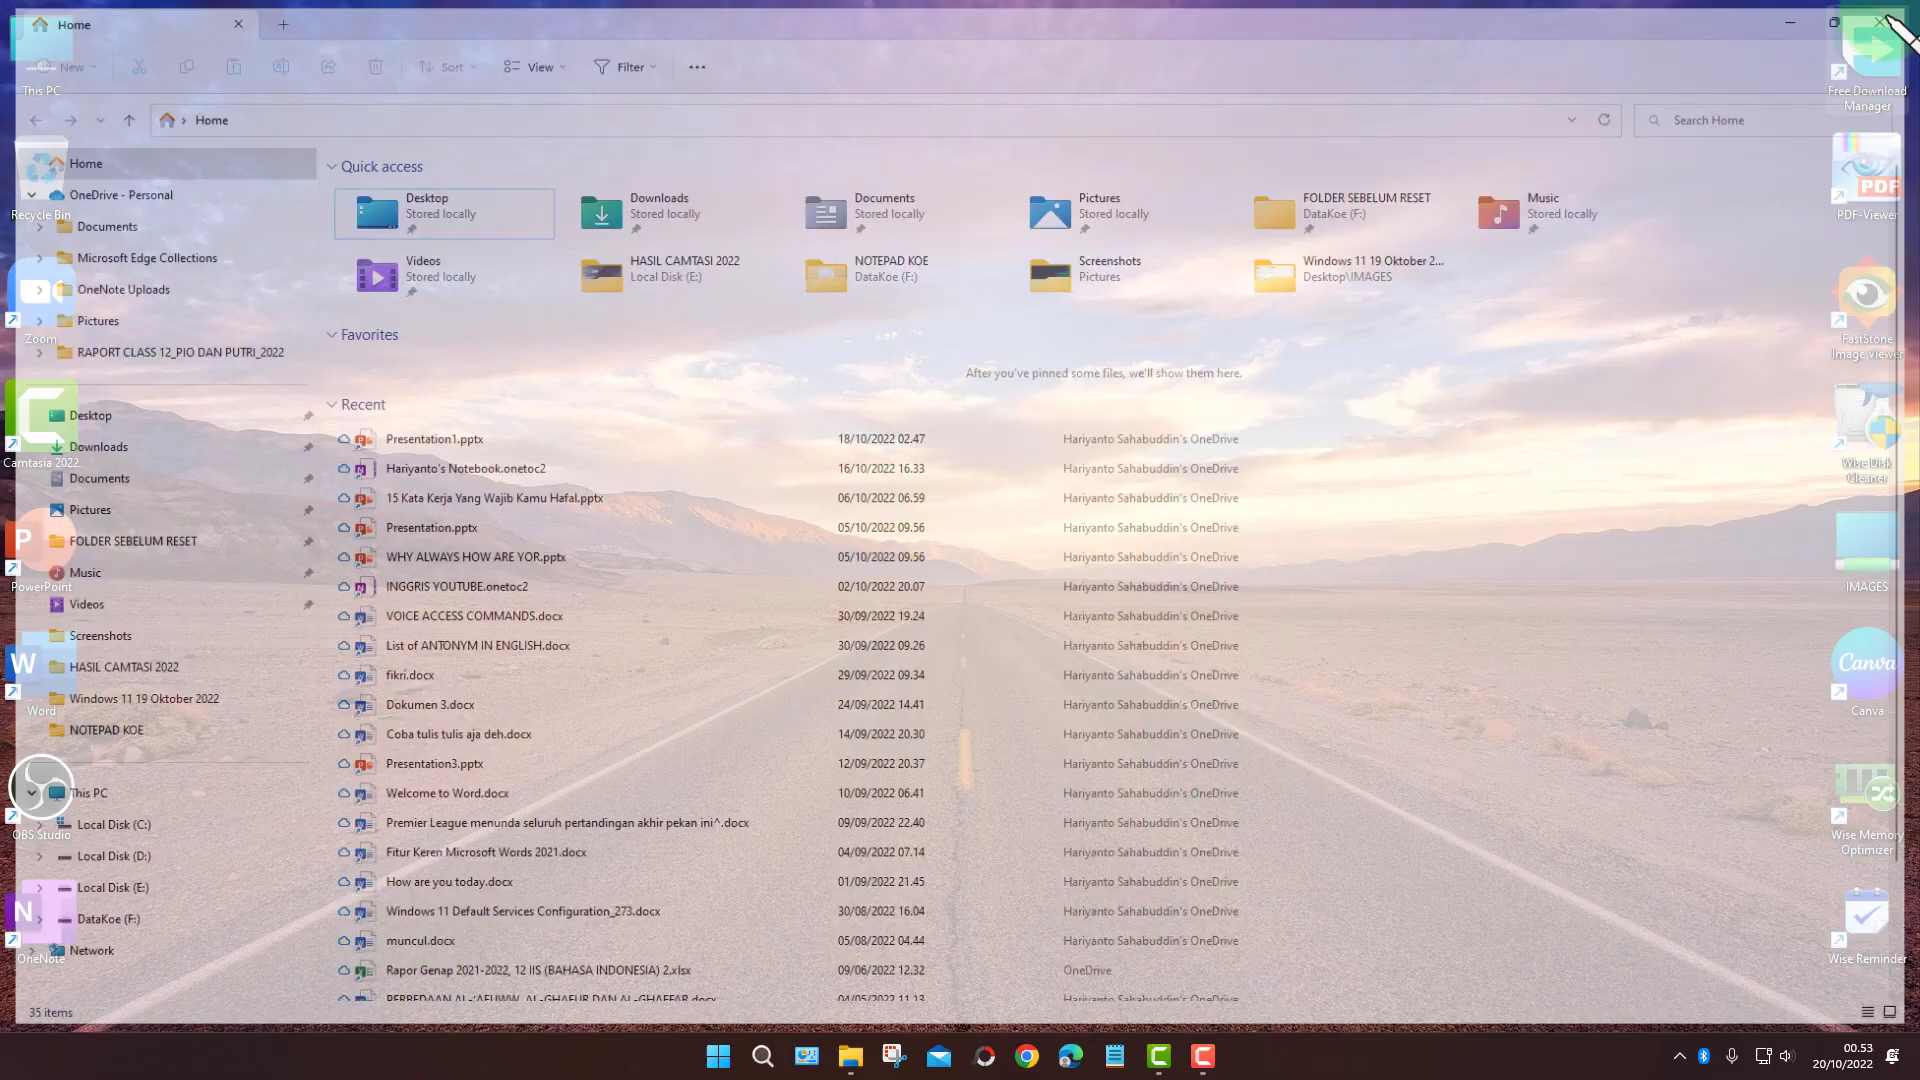 Home
New
Sort
View
Filter
Home
Search Home
Home
OneDrive - Personal
Documents
Microsoft Edge Collections
OneNote Uploads
Pictures
RAPORT CLASS 12_PIO DAN PUTRI_2022
Desktop
Downloads
Documents
Pictures
FOLDER SEBELUM RESET
Music
Videos
Screenshots
HASIL CAMTASI 2022
Windows 11 19 Oktober 2022
NOTEPAD KOE
This PC
Local Disk (C:)
Local Disk (D:)
Local Disk (E:)
DataKoe (F:)
Network
35 items
Quick access
Desktop
Stored locally
Downloads
Stored locally
Documents
Stored locally
Pictures
Stored locally
FOLDER SEBELUM RESET
DataKoe (F:)
Music
Stored locally
Videos
Stored locally
HASIL CAMTASI 2022
Local Disk (E:)
NOTEPAD KOE
DataKoe (F:)
Screenshots
Pictures
Windows 11 19 Oktober 2...
Desktop\IMAGES
Favorites
After you've pinned some files, we'll show them here.
Recent
Presentation1.pptx 18/10/2022 02.47 Hariyanto Sahabuddin's OneDrive
Hariyanto's Notebook.onetoc2 16/10/2022 16.33 Hariyanto Sahabuddin's OneDrive
15 Kata Kerja Yang Wajib Kamu Hafal.pptx 06/10/2022 06.59 Hariyanto Sahabuddin's OneDrive
Presentation.pptx 05/10/2022 09.56 Hariyanto Sahabuddin's OneDrive
WHY ALWAYS HOW ARE YOR.pptx 05/10/2022 09.56 Hariyanto Sahabuddin's OneDrive
INGGRIS YOUTUBE.onetoc2 02/10/2022 20.07 Hariyanto Sahabuddin's OneDrive
VOICE ACCESS COMMANDS.docx 30/09/2022 19.24 Hariyanto Sahabuddin's OneDrive
List of ANTONYM IN ENGLISH.docx 30/09/2022 09.26 Hariyanto Sahabuddin's OneDrive
fikri.docx 29/09/2022 09.34 Hariyanto Sahabuddin's OneDrive
Dokumen 3.docx 24/09/2022 14.41 Hariyanto Sahabuddin's OneDrive
Coba tulis tulis aja deh.docx 14/09/2022 20.30 Hariyanto Sahabuddin's OneDrive
Presentation3.pptx 12/09/2022 20.37 Hariyanto Sahabuddin's OneDrive
Welcome to Word.docx 10/09/2022 06.41 Hariyanto Sahabuddin's OneDrive
Premier League menunda seluruh pertandingan akhir pekan ini^.docx 09/09/2022 22.40 Hariyanto Sahabuddin's OneDrive
Fitur Keren Microsoft Words 2021.docx 04/09/2022 07.14 Hariyanto Sahabuddin's OneDrive
How are you today.docx 01/09/2022 21.45 Hariyanto Sahabuddin's OneDrive
Windows 11 Default Services Configuration_273.docx 30/08/2022 16.04 Hariyanto Sahabuddin's OneDrive
muncul.docx 05/08/2022 04.44 Hariyanto Sahabuddin's OneDrive
Rapor Genap 2021-2022, 12 IIS (BAHASA INDONESIA) 2.xlsx 09/06/2022 12.32 OneDrive
PERBEDAAN AL-'AFUWW, AL-GHAFUR DAN AL-GHAFFAR.docx 04/05/2022 11.13 Hariyanto Sahabuddin's OneDrive
This PC
Recycle Bin
Zoom
Camtasia 2022
PowerPoint
Word
OBS Studio
OneNote
Free Download
Manager
PDF
PDF-Viewer
FastStone
Image Viewer
Wise Disk
Cleaner
IMAGES
Canva
Canva
Wise Memory
Optimizer
Wise Reminder
00.53
20/10/2022